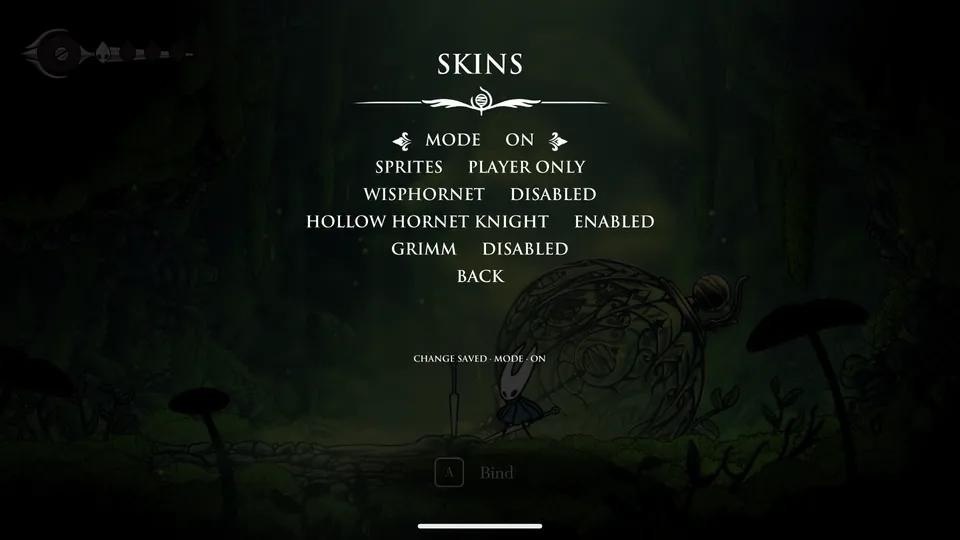 SKINS
MODE ON
SPRITES PLAYER ONLY
WISPHORNET DISABLED
HOLLOW HORNET KNIGHT ENABLED
GRIMM DISABLED
BACK
CHANGE SAVED · MODE · ON
A Bind